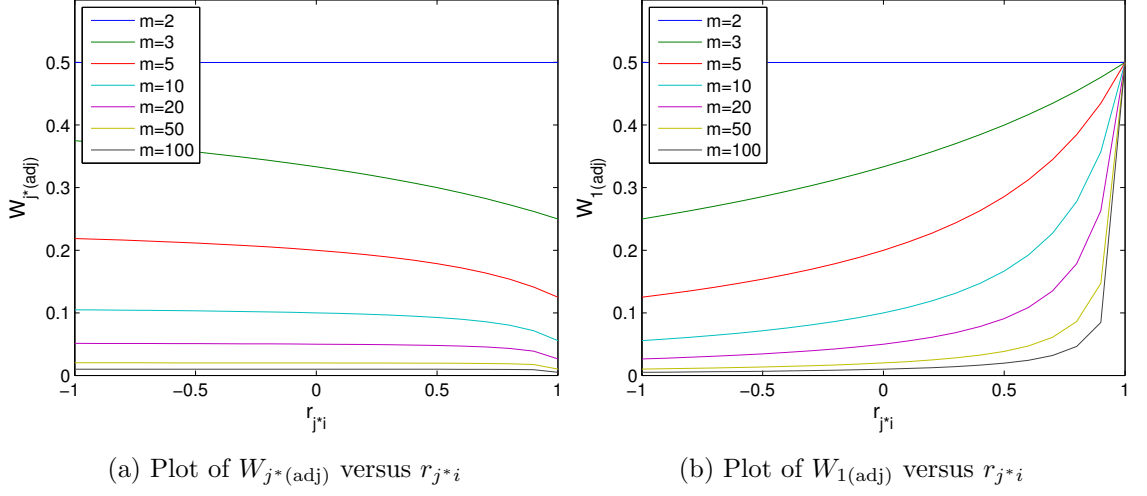 m=2
m=3
m=5
m=10
m=20
m=50
m=100
0.5
0.4
0.3
0.2
0.1
0
-1
-0.5
0
0.5
1
W_{j*(adj)}
r_{j*i}
(a) Plot of W_{j*(adj)} versus r_{j*i}
m=2
m=3
m=5
m=10
m=20
m=50
m=100
0.5
0.4
0.3
0.2
0.1
0
-1
-0.5
0
0.5
1
W_{1(adj)}
r_{j*i}
(b) Plot of W_{1(adj)} versus r_{j*i}